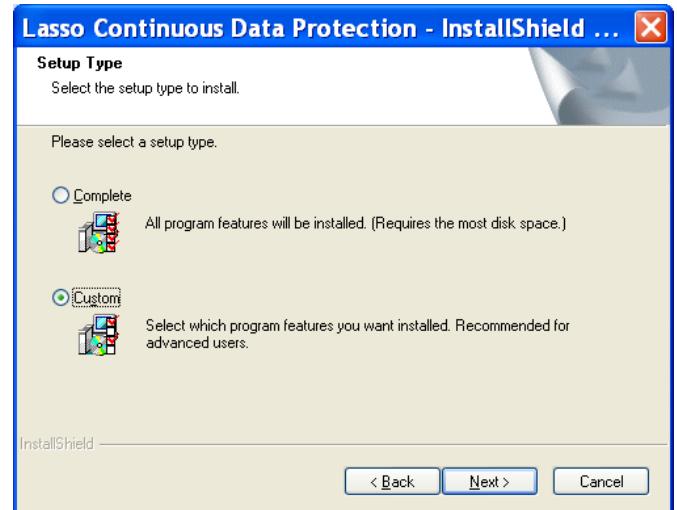 Lasso Continuous Data Protection - InstallShield ...
Setup Type
Select the setup type to install.
Please select a setup type.
Complete
All program features will be installed. (Requires the most disk space.)
Custom
Select which program features you want installed. Recommended for
advanced users.
InstallShield
< Back
Next >
Cancel